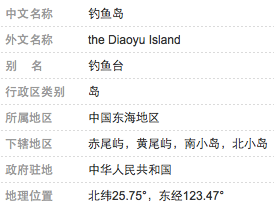 中文名称 钓鱼岛
外文名称 the Diaoyu Island
别 名 钓鱼台
行政区类别 岛
所属地区 中国东海地区
下辖地区 赤尾屿，黄尾屿，南小岛，北小岛
政府驻地 中华人民共和国
地理位置 北纬25.75°，东经123.47°